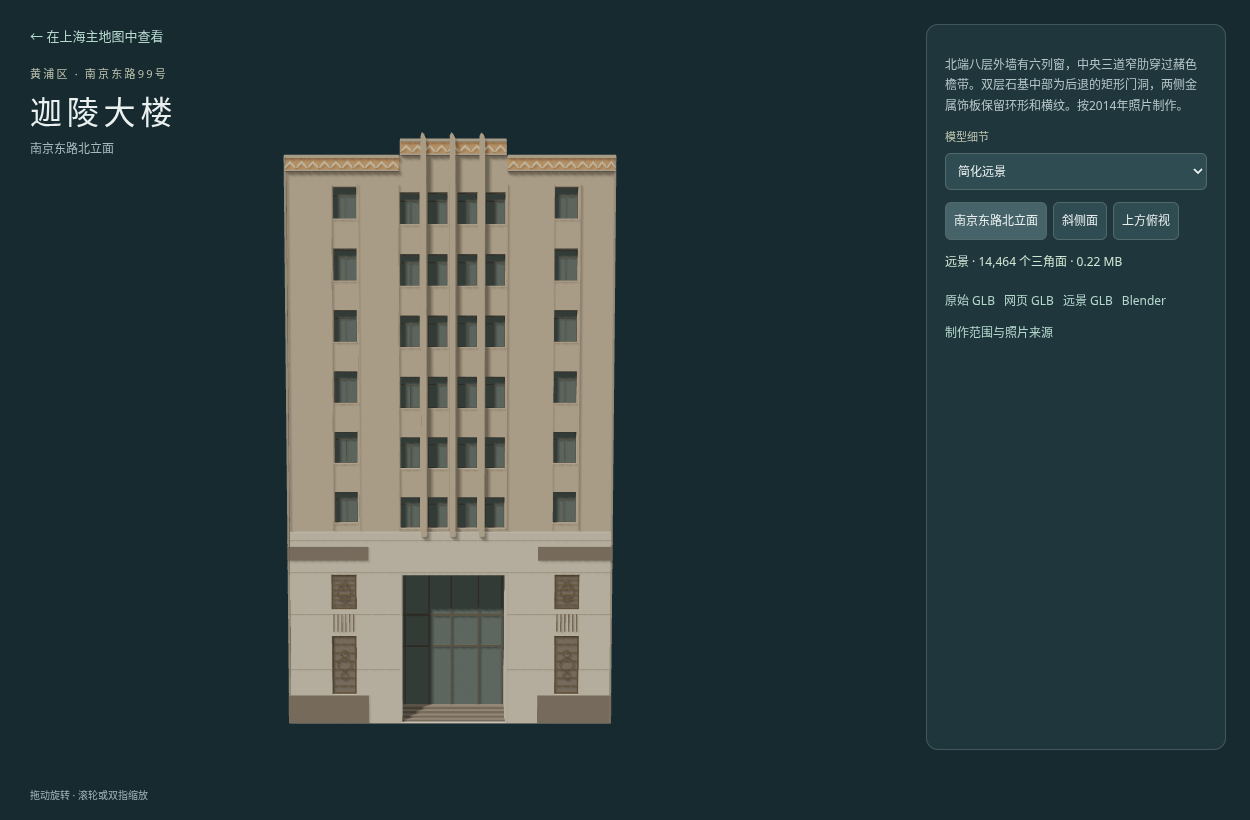 ← 在上海主地图中查看
黄浦区 · 南京东路99号
迦陵大楼
南京东路北立面
北端八层外墙有六列窗，中央三道窄肋穿过赭色
檐带。双层石基中部为后退的矩形门洞，两侧金
属饰板保留环形和横纹。按2014年照片制作。
模型细节
简化远景
南京东路北立面 斜侧面 上方俯视
远景 · 14,464 个三角面 · 0.22 MB
原始 GLB 网页 GLB 远景 GLB Blender
制作范围与照片来源
拖动旋转 · 滚轮或双指缩放